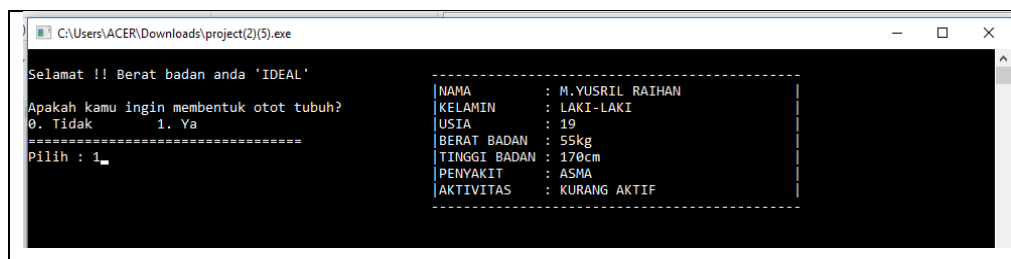 C:\Users\ACER\Downloads\project(2)(5).exe
Selamat !! Berat badan anda 'IDEAL'
Apakah kamu ingin membentuk otot tubuh?
0. Tidak 1. Ya
==================================
Pilih : 1_
----------------------------------------------
|NAMA : M.YUSRIL RAIHAN |
|KELAMIN : LAKI-LAKI |
|USIA : 19 |
|BERAT BADAN : 55kg |
|TINGGI BADAN : 170cm |
|PENYAKIT : ASMA |
|AKTIVITAS : KURANG AKTIF |
----------------------------------------------